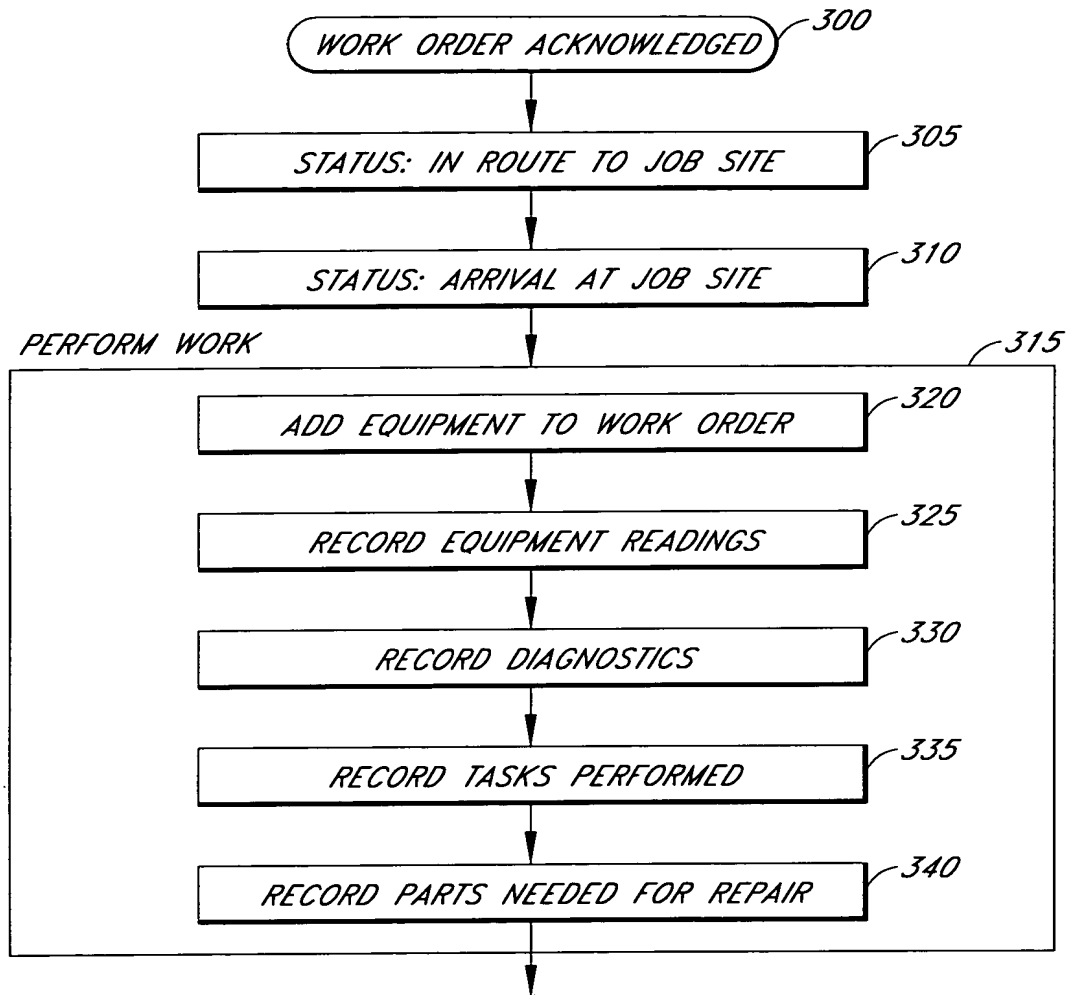 WORK ORDER ACKNOWLEDGED
300
STATUS: IN ROUTE TO JOB SITE
305
STATUS: ARRIVAL AT JOB SITE
310
PERFORM WORK
315
ADD EQUIPMENT TO WORK ORDER
320
RECORD EQUIPMENT READINGS
325
RECORD DIAGNOSTICS
330
RECORD TASKS PERFORMED
335
RECORD PARTS NEEDED FOR REPAIR
340